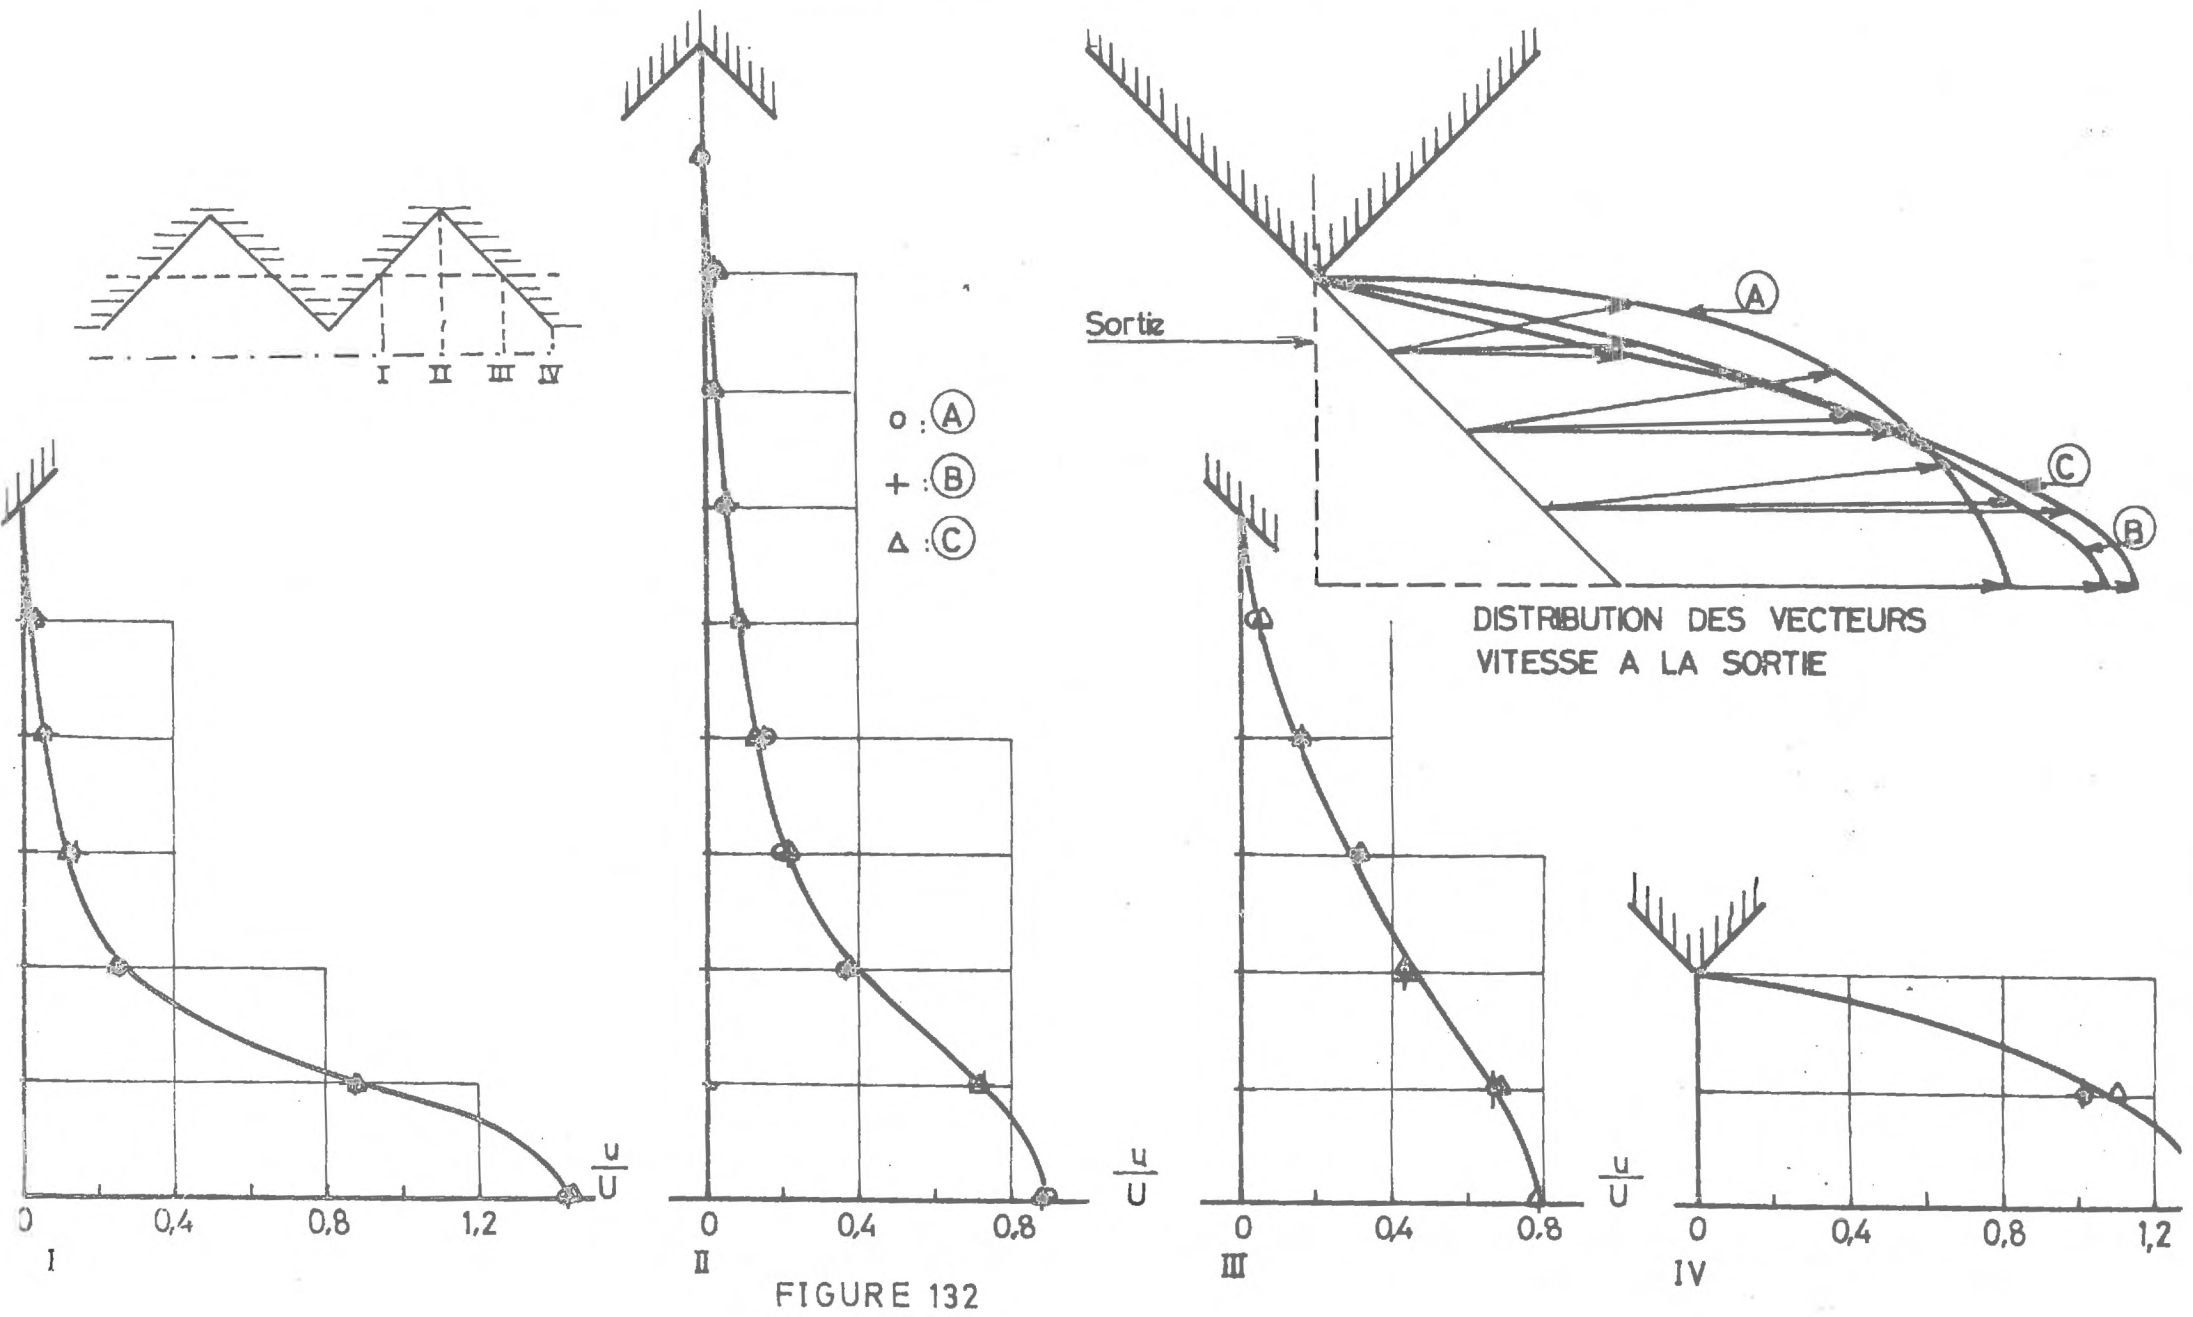 I II III IV
o : A
+ : B
Δ : C
Sortie
A
C
B
DISTRIBUTION DES VECTEURS
VITESSE A LA SORTIE
u/U
0 0,4 0,8 1,2
I
u/U
0 0,4 0,8
II
u/U
0 0,4 0,8
III
0 0,4 0,8 1,2
IV
FIGURE 132